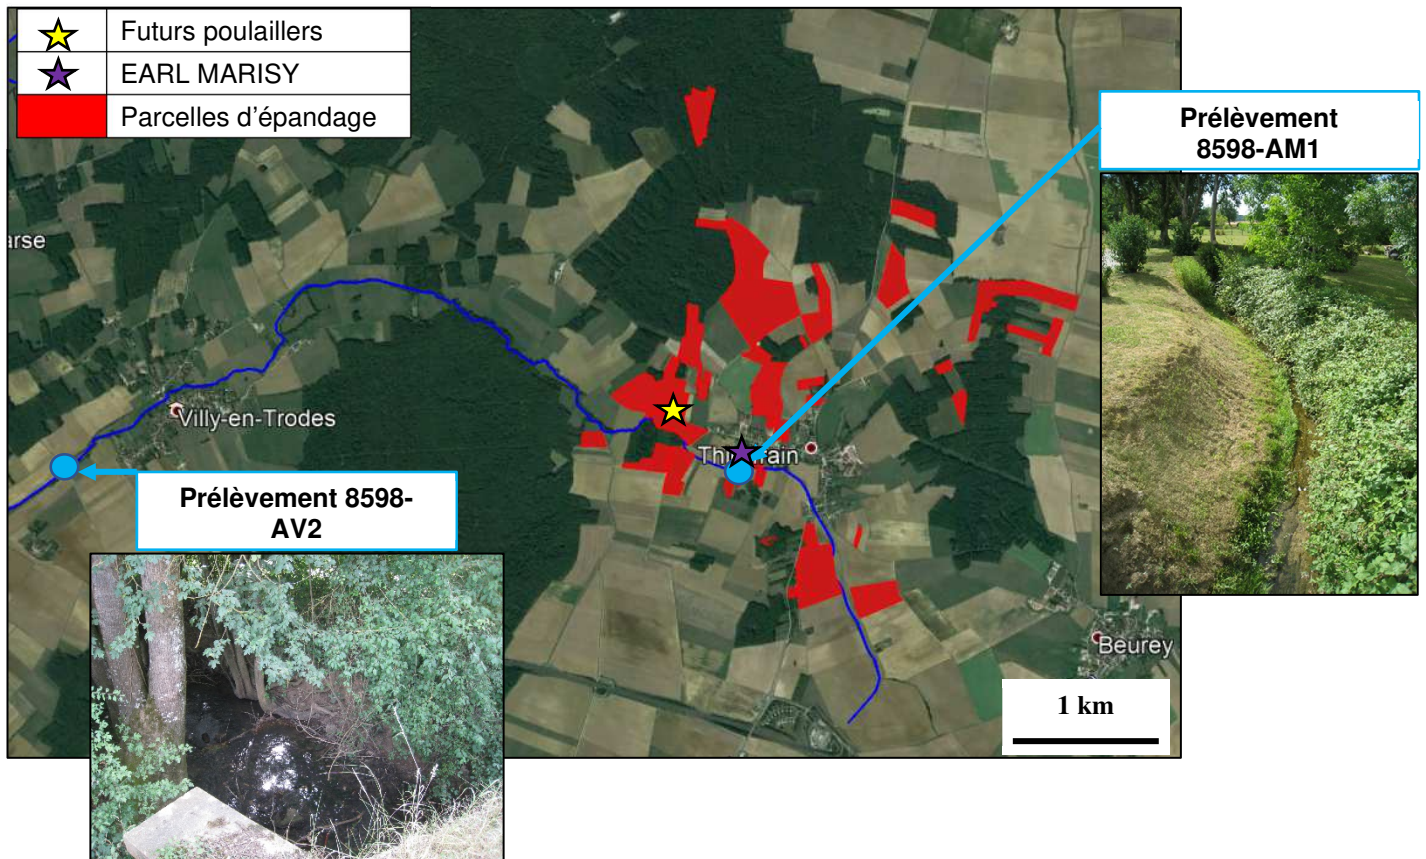 Futurs poulaillers
EARL MARISY
Parcelles d'épandage
Prélèvement
8598-AM1
arse
Villy-en-Trodes
Prélèvement 8598-
AV2
Beurey
1 km